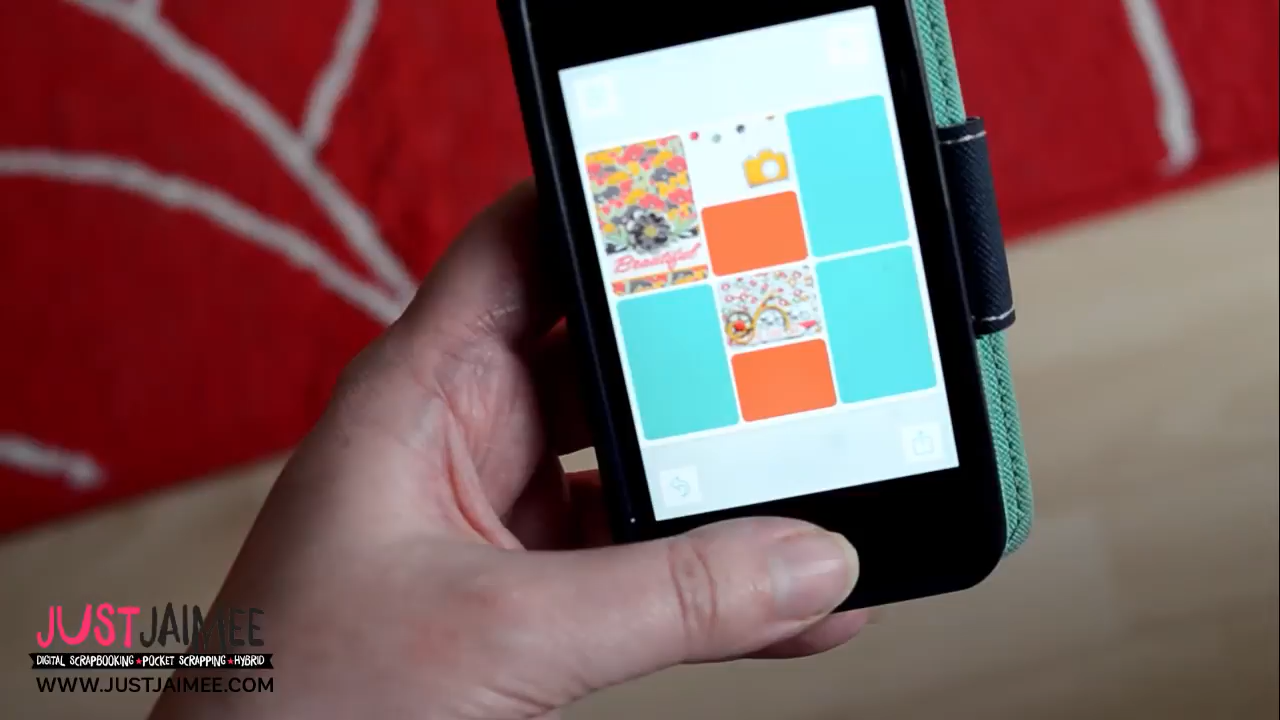 Beautiful
JUSTJAIMEE
DIGITAL SCRAPBOOKING ★ POCKET SCRAPPING ★ HYBRID
WWW.JUSTJAIMEE.COM